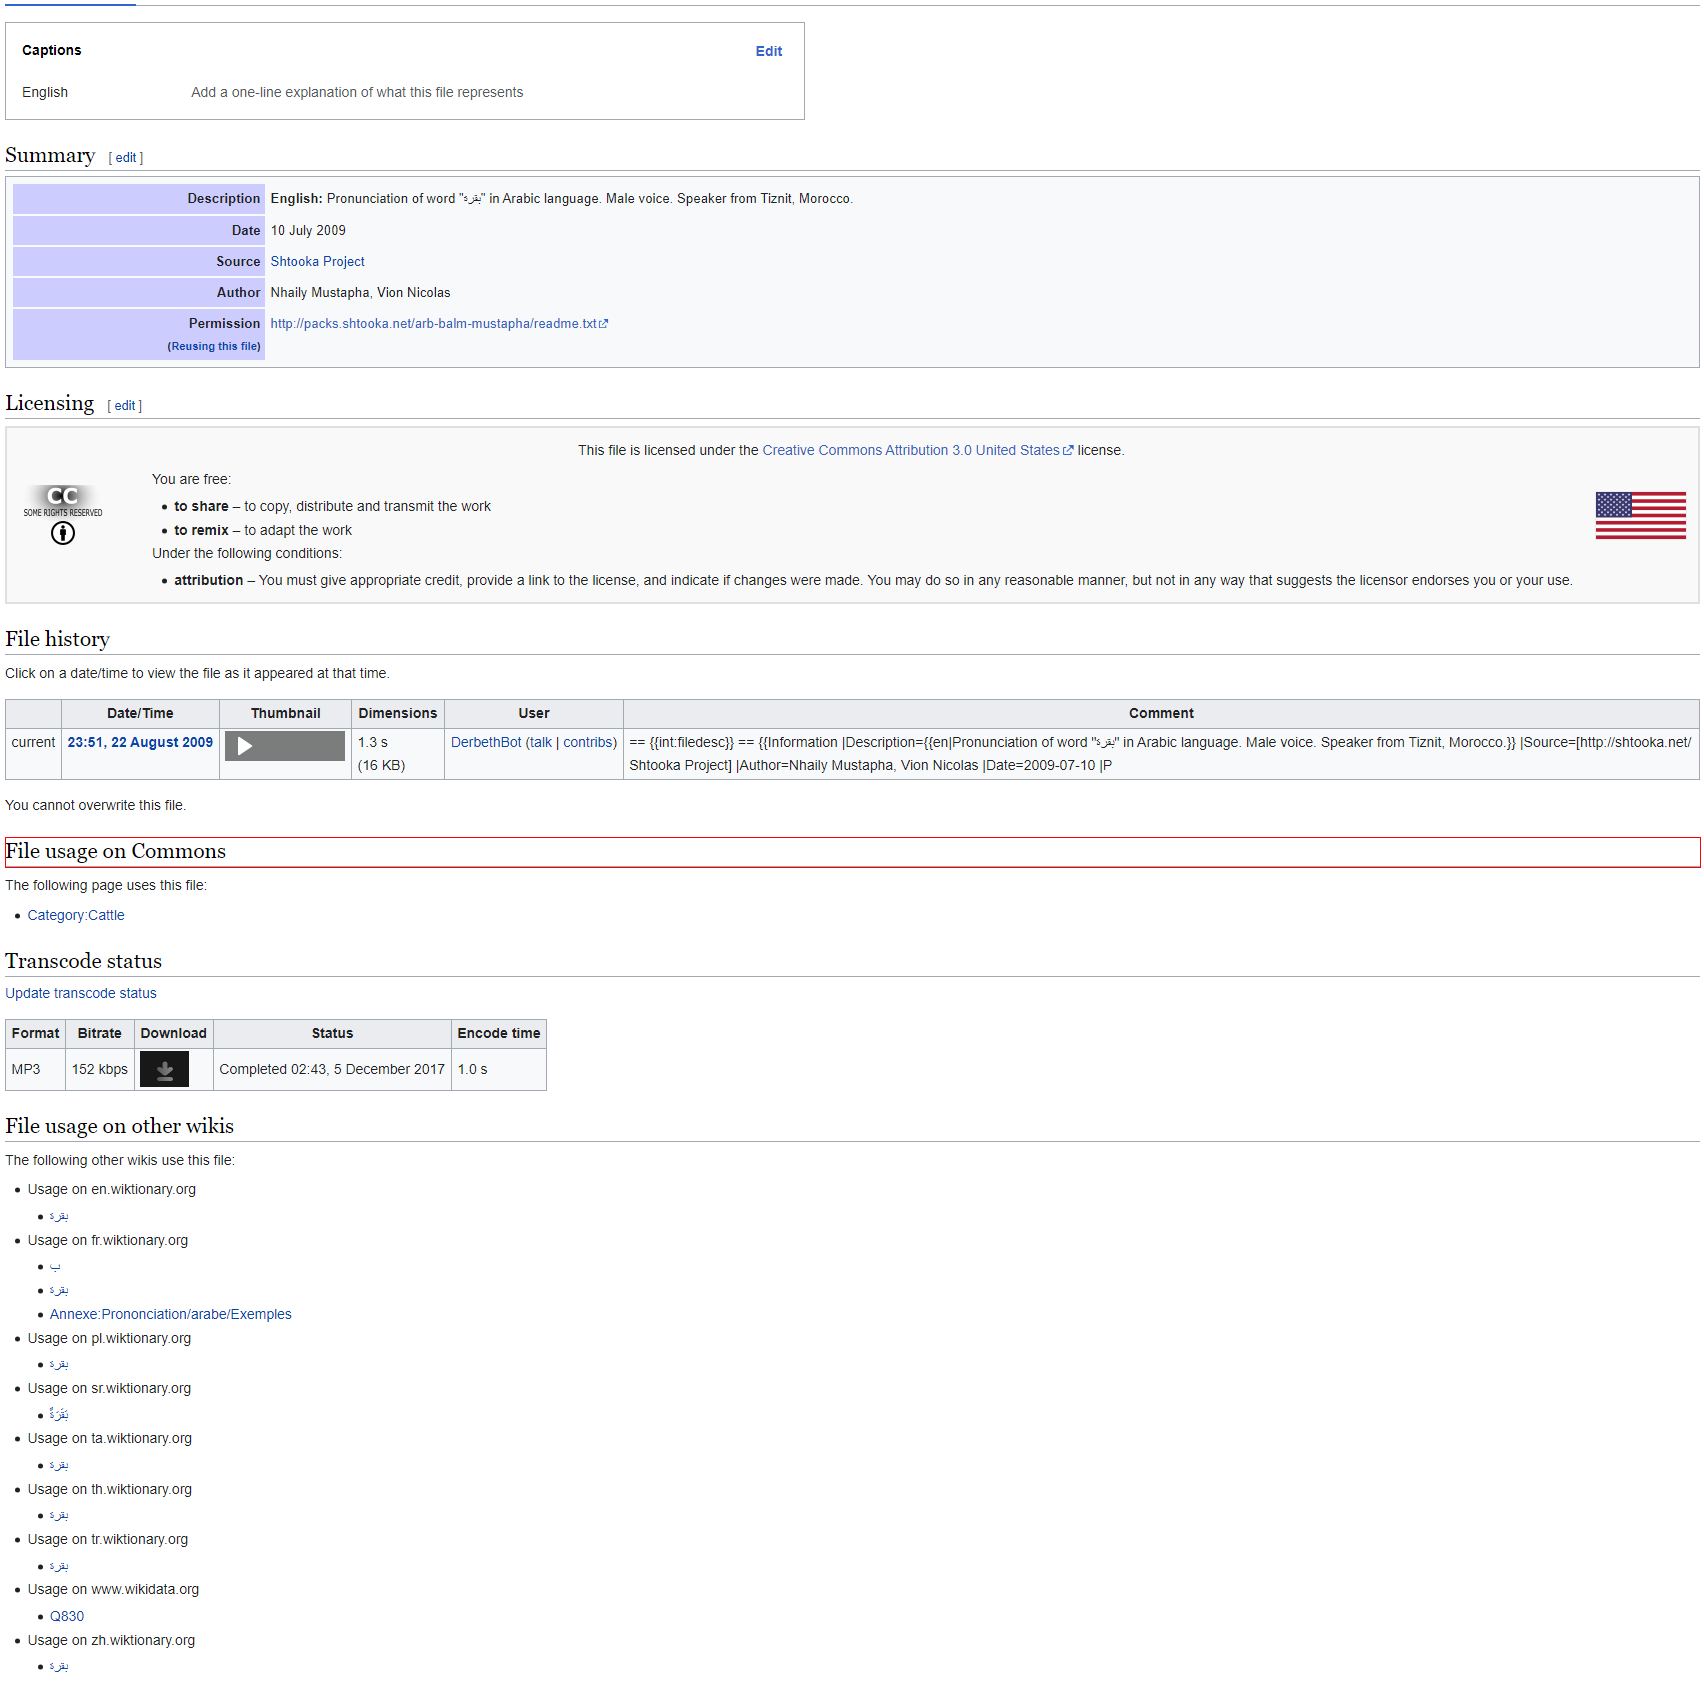 Captions
Edit
English
Add a one-line explanation of what this file represents
Summary [ edit ]
Description English: Pronunciation of word "بقرة" in Arabic language. Male voice. Speaker from Tiznit, Morocco.
Date 10 July 2009
Source Shtooka Project
Author Nhaily Mustapha, Vion Nicolas
Permission http://packs.shtooka.net/arb-balm-mustapha/readme.txt
(Reusing this file)
Licensing [ edit ]
This file is licensed under the Creative Commons Attribution 3.0 United States license.
CC
SOME RIGHTS RESERVED
You are free:
• to share – to copy, distribute and transmit the work
• to remix – to adapt the work
Under the following conditions:
• attribution – You must give appropriate credit, provide a link to the license, and indicate if changes were made. You may do so in any reasonable manner, but not in any way that suggests the licensor endorses you or your use.
File history
Click on a date/time to view the file as it appeared at that time.
Date/Time Thumbnail Dimensions User Comment
current 23:51, 22 August 2009 1.3 s DerbethBot (talk | contribs) == {{int:filedesc}} == {{Information |Description={{en|Pronunciation of word "بقرة" in Arabic language. Male voice. Speaker from Tiznit, Morocco.}} |Source=[http://shtooka.net/
(16 KB) Shtooka Project] |Author=Nhaily Mustapha, Vion Nicolas |Date=2009-07-10 |P
You cannot overwrite this file.
File usage on Commons
The following page uses this file:
• Category:Cattle
Transcode status
Update transcode status
Format Bitrate Download Status Encode time
MP3 152 kbps Completed 02:43, 5 December 2017 1.0 s
File usage on other wikis
The following other wikis use this file:
• Usage on en.wiktionary.org
• بقرة
• Usage on fr.wiktionary.org
• ب
• بقرة
• Annexe:Prononciation/arabe/Exemples
• Usage on pl.wiktionary.org
• بقرة
• Usage on sr.wiktionary.org
• بَقَرَةٌ
• Usage on ta.wiktionary.org
• بقرة
• Usage on th.wiktionary.org
• بقرة
• Usage on tr.wiktionary.org
• بقرة
• Usage on www.wikidata.org
• Q830
• Usage on zh.wiktionary.org
• بقرة